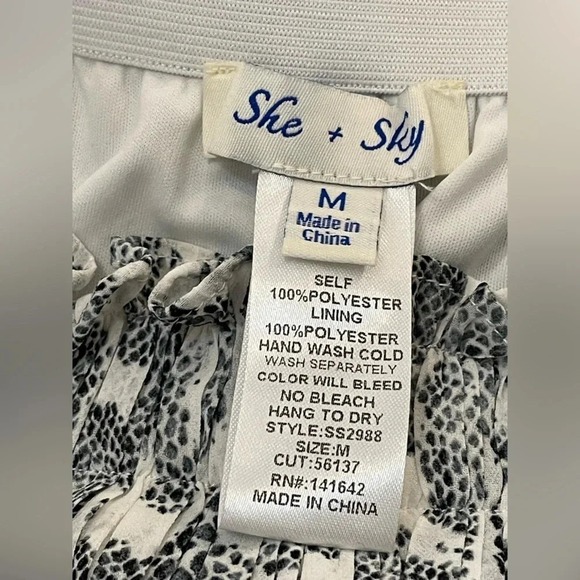 She + Sky
M
Made in
China
SELF
100%POLYESTER
LINING
100%POLYESTER
HAND WASH COLD
WASH SEPARATELY
COLOR WILL BLEED
NO BLEACH
HANG TO DRY
STYLE:SS2988
SIZE:M
CUT:56137
RN#:141642
MADE IN CHINA